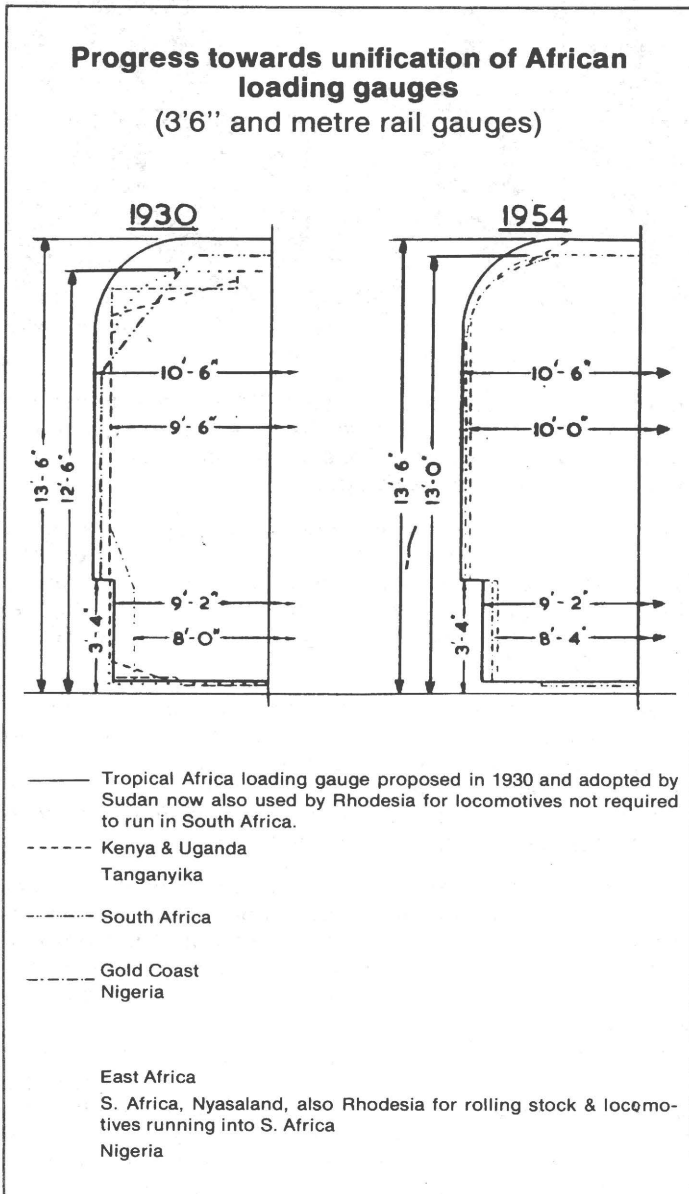 Progress towards unification of African
loading gauges
(3'6'' and metre rail gauges)
1930
1954
10'-6"
9'-6"
13'-6"
12'-6"
9'-2"
8'-0"
3'-4"
10'-6"
10'-0"
13'-6"
13'-0"
9'-2"
8'-4"
3'-4"
Tropical Africa loading gauge proposed in 1930 and adopted by
Sudan now also used by Rhodesia for locomotives not required
to run in South Africa.
Kenya & Uganda
Tanganyika
South Africa
Gold Coast
Nigeria
East Africa
S. Africa, Nyasaland, also Rhodesia for rolling stock & locomo-
tives running into S. Africa
Nigeria